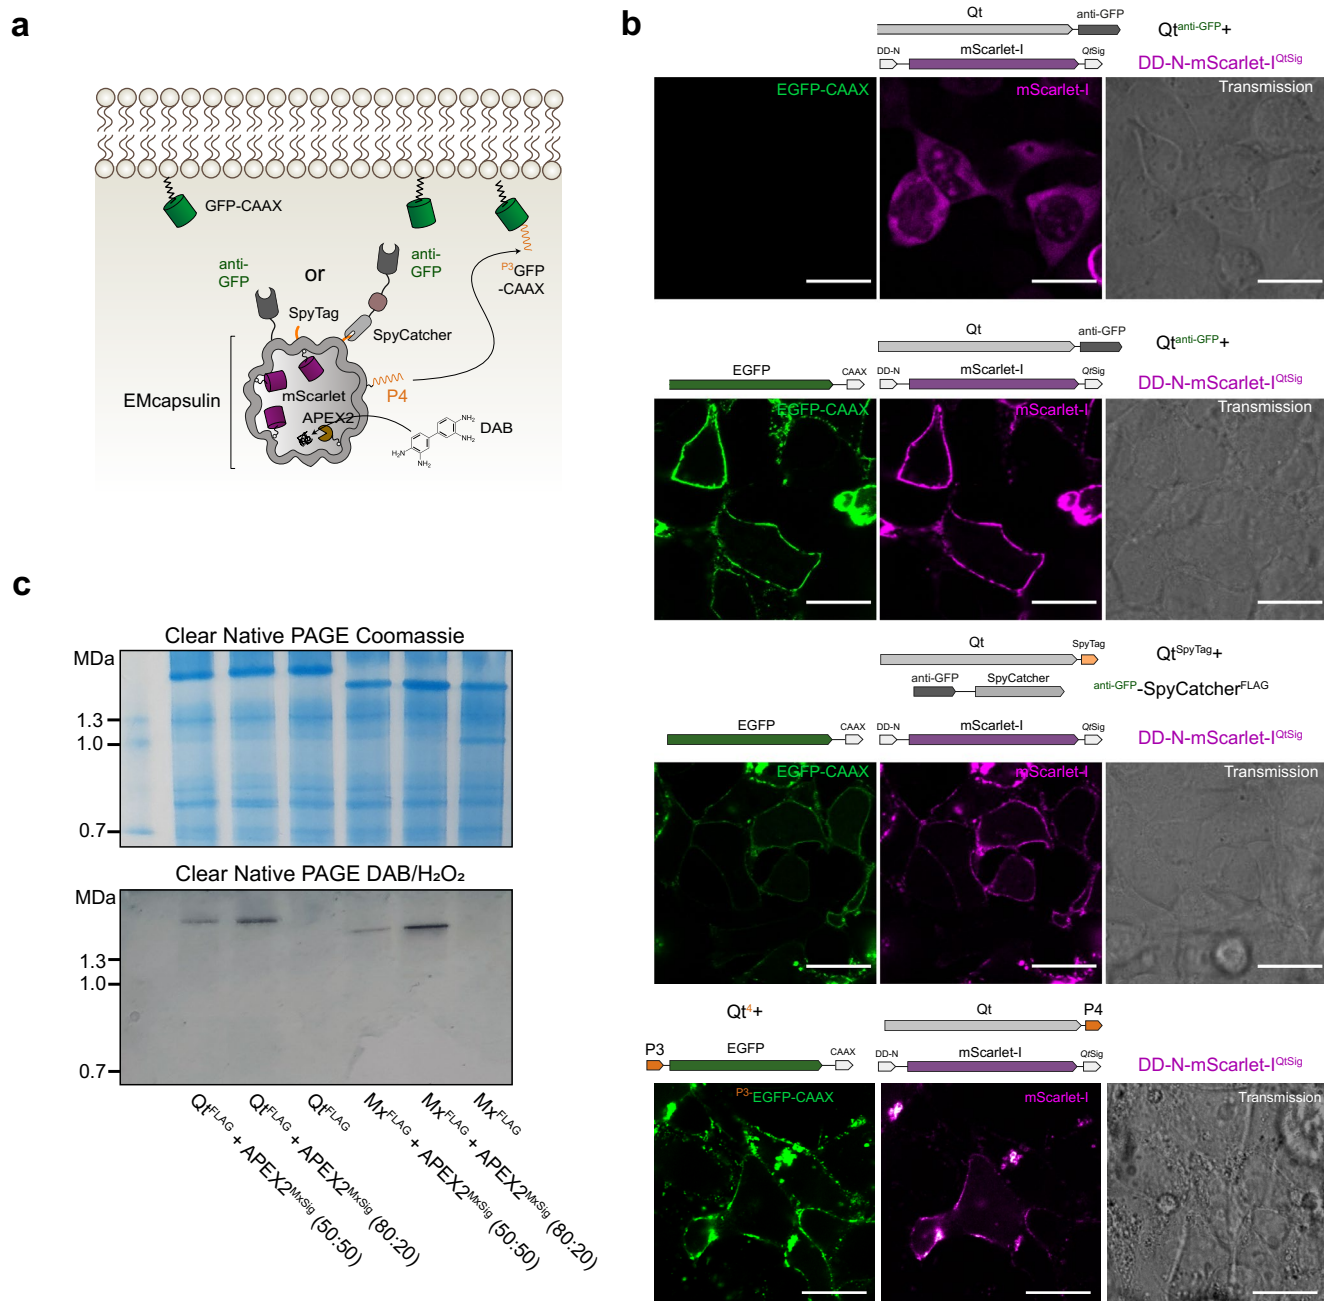 a
GFP-CAAX
anti-
GFP
or
anti-
GFP
P3GFP
-CAAX
SpyTag
SpyCatcher
EMcapsulin
mScarlet
APEX2
P4
DAB
NH₂
NH₂
H₂N
NH₂
b
Qt
anti-GFP
Qtanti-GFP+
DD-N
mScarlet-I
QtSig
DD-N-mScarlet-IQtSig
EGFP-CAAX
mScarlet-I
Transmission
Qt
anti-GFP
Qtanti-GFP+
EGFP
CAAX
DD-N
mScarlet-I
QtSig
DD-N-mScarlet-IQtSig
EGFP-CAAX
mScarlet-I
Transmission
Qt
SpyTag
QtSpyTag+
anti-GFP
SpyCatcher
anti-GFP-SpyCatcherFLAG
EGFP
CAAX
DD-N
mScarlet-I
QtSig
DD-N-mScarlet-IQtSig
EGFP-CAAX
mScarlet-I
Transmission
Qt4+
Qt
P4
P3
EGFP
CAAX
DD-N
mScarlet-I
QtSig
DD-N-mScarlet-IQtSig
P3-EGFP-CAAX
mScarlet-I
Transmission
c
Clear Native PAGE Coomassie
MDa
1.3
1.0
0.7
Clear Native PAGE DAB/H₂O₂
MDa
1.3
1.0
0.7
QtFLAG + APEX2MxSig (50:50)
QtFLAG + APEX2MxSig (80:20)
QtFLAG
MxFLAG + APEX2MxSig (50:50)
MxFLAG + APEX2MxSig (80:20)
MxFLAG